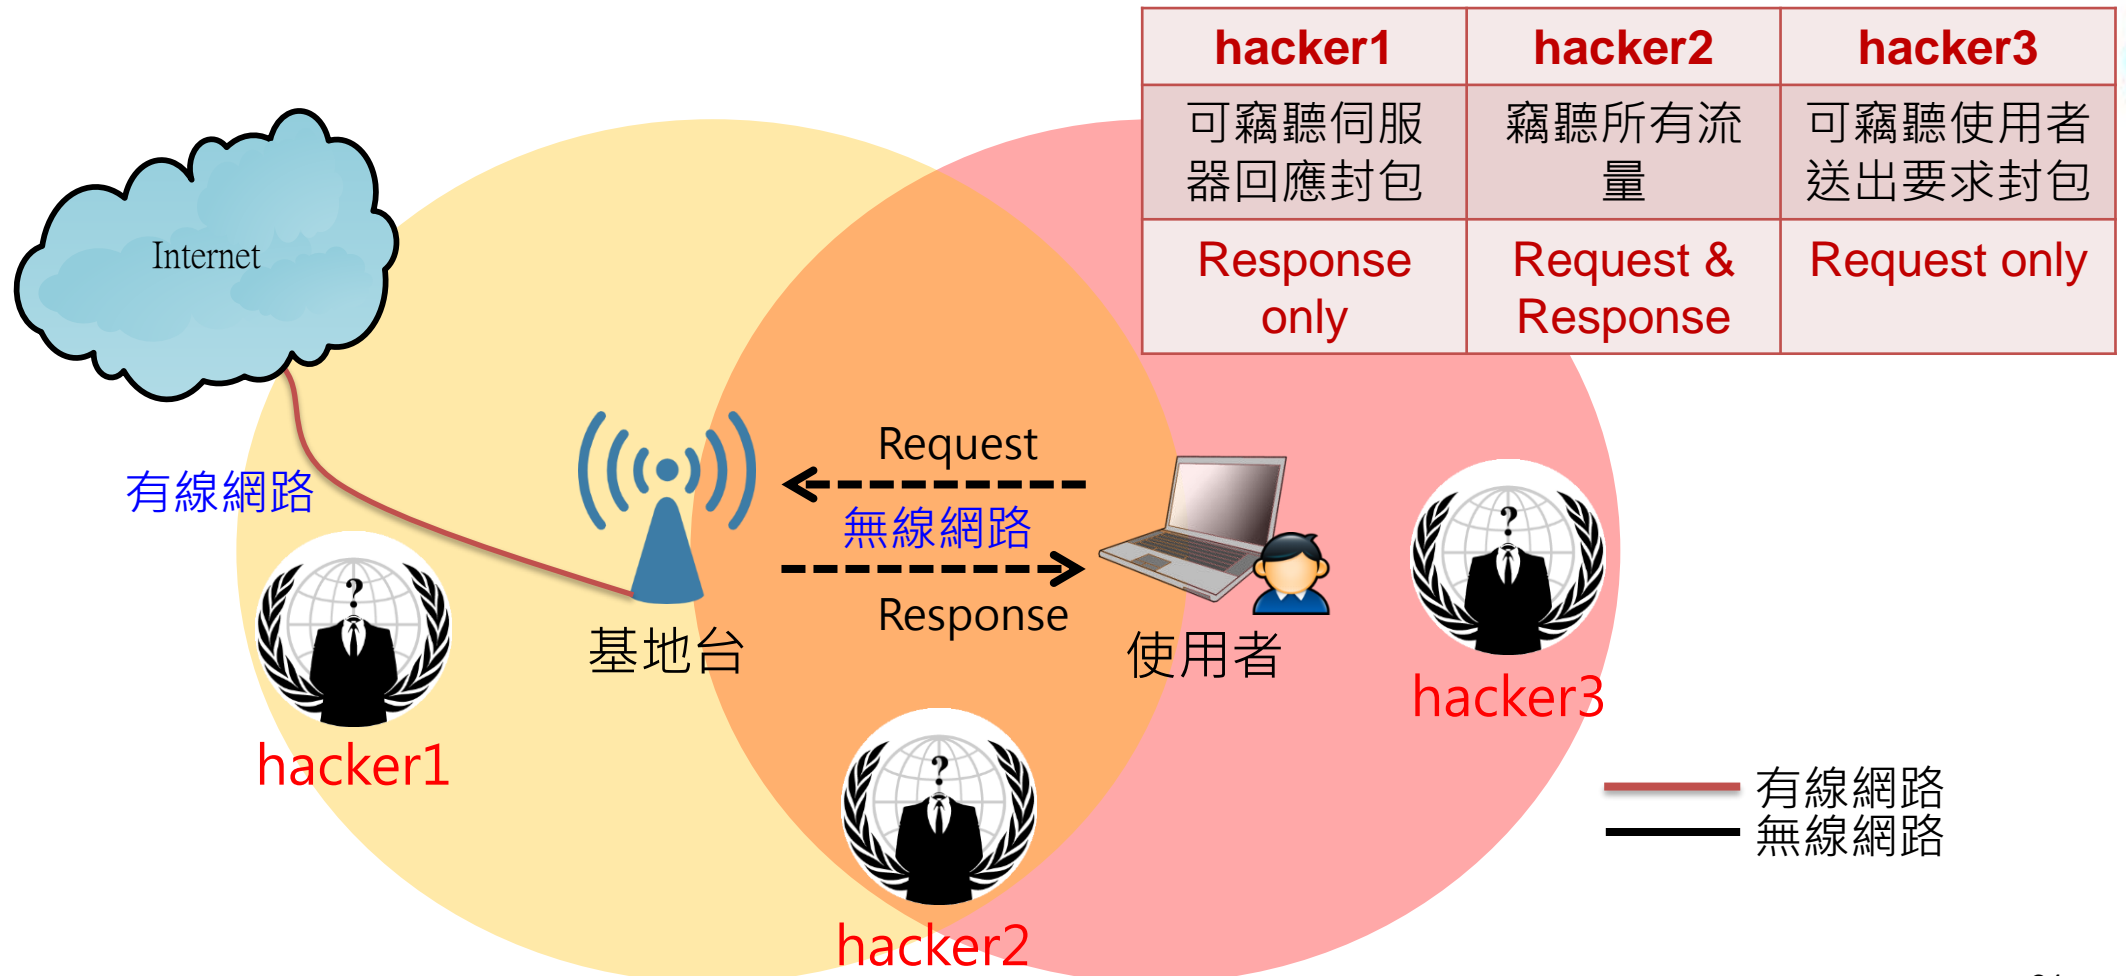 hacker1
hacker2
hacker3
可竊聽伺服
器回應封包
竊聽所有流
量
可竊聽使用者
送出要求封包
Response
only
Request &
Response
Request only
Internet
有線網路
Request
無線網路
Response
基地台
使用者
hacker1
hacker2
hacker3
?
?
?
有線網路
無線網路